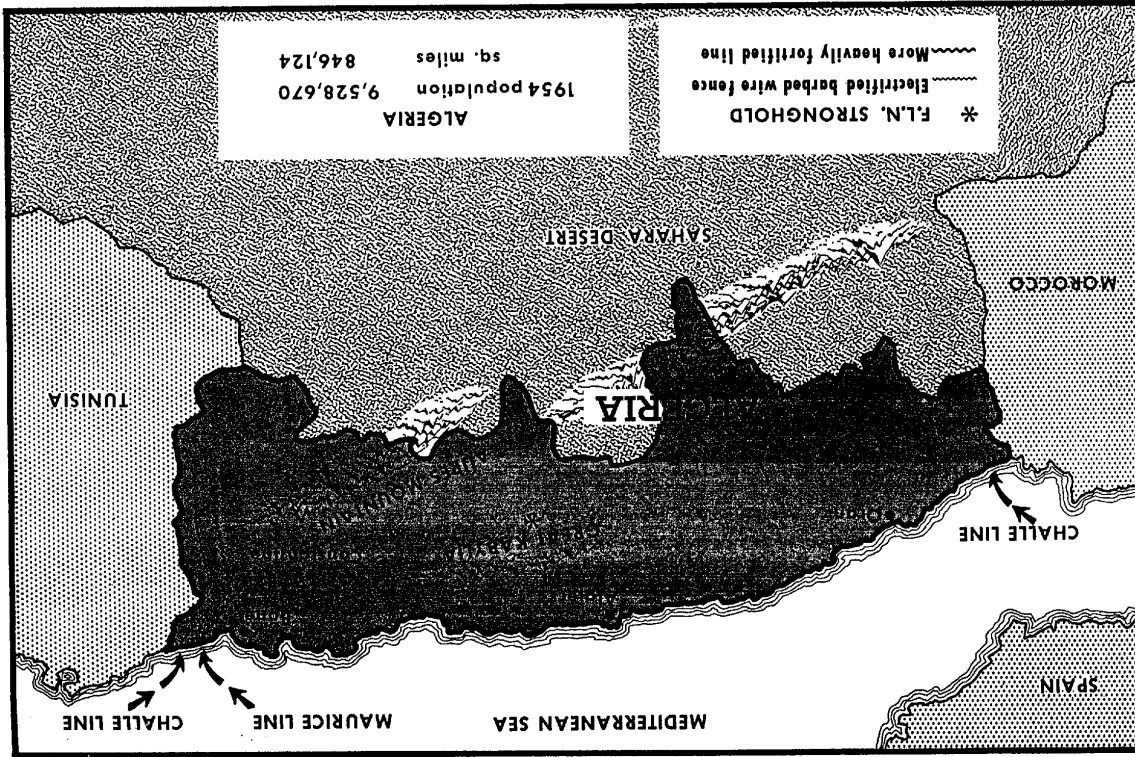 SPAIN
MEDITERRANEAN SEA
MAURICE LINE
CHALLE LINE
CHALLE LINE
Oran
TUNISIA
ALGERIA
MOROCCO
SAHARA DESERT
* F.L.N. STRONGHOLD
Electrified barbed wire fence
More heavily fortified line
ALGERIA
1954 population 9,528,670
sq. miles 846,124